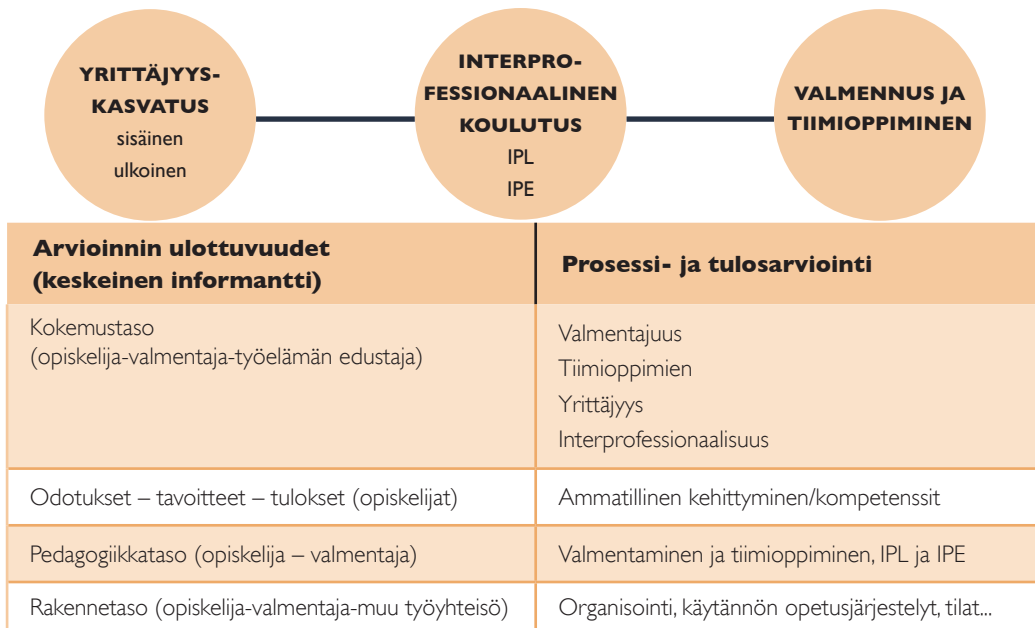 YRITTÄJYYS-
KASVATUS
sisäinen
ulkoinen
INTERPRO-
FESSIONAALINEN
KOULUTUS
IPL
IPE
VALMENNUS JA
TIIMIOPPIMINEN
Arvioinnin ulottuvuudet
(keskeinen informantti)
Prosessi- ja tulosarviointi
Kokemustaso
(opiskelija-valmentaja-työelämän edustaja)
Valmentajuus
Tiimioppimien
Yrittäjyys
Interprofessionaalisuus
Odotukset – tavoitteet – tulokset (opiskelijat)
Ammatillinen kehittyminen/kompetenssit
Pedagogiikkataso (opiskelija – valmentaja)
Valmentaminen ja tiimioppiminen, IPL ja IPE
Rakennetaso (opiskelija-valmentaja-muu työyhteisö)
Organisointi, käytännön opetusjärjestelyt, tilat...